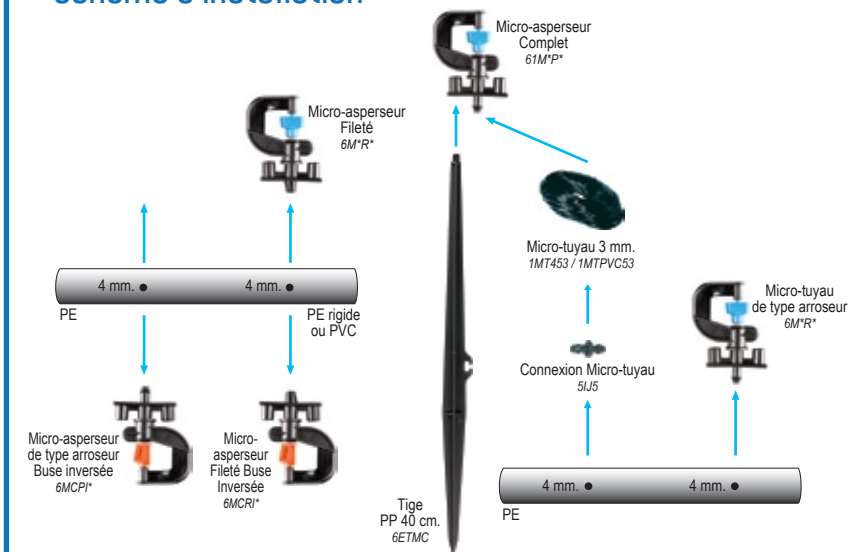 Micro-asperseur
Complet
61M*P*
Micro-asperseur
Fileté
6M*R*
4 mm.
4 mm.
PE
PE rigide
ou PVC
Micro-asperseur
de type arroseur
Buse inversée
6MCPI*
Micro-
asperseur
Fileté Buse
Inversée
6MCRI*
Tige
PP 40 cm.
6ETMC
Micro-tuyau 3 mm.
1MT453 / 1MTPVC53
Connexion Micro-tuyau
5IJ5
Micro-tuyau
de type arroseur
6M*R*
4 mm.
4 mm.
PE